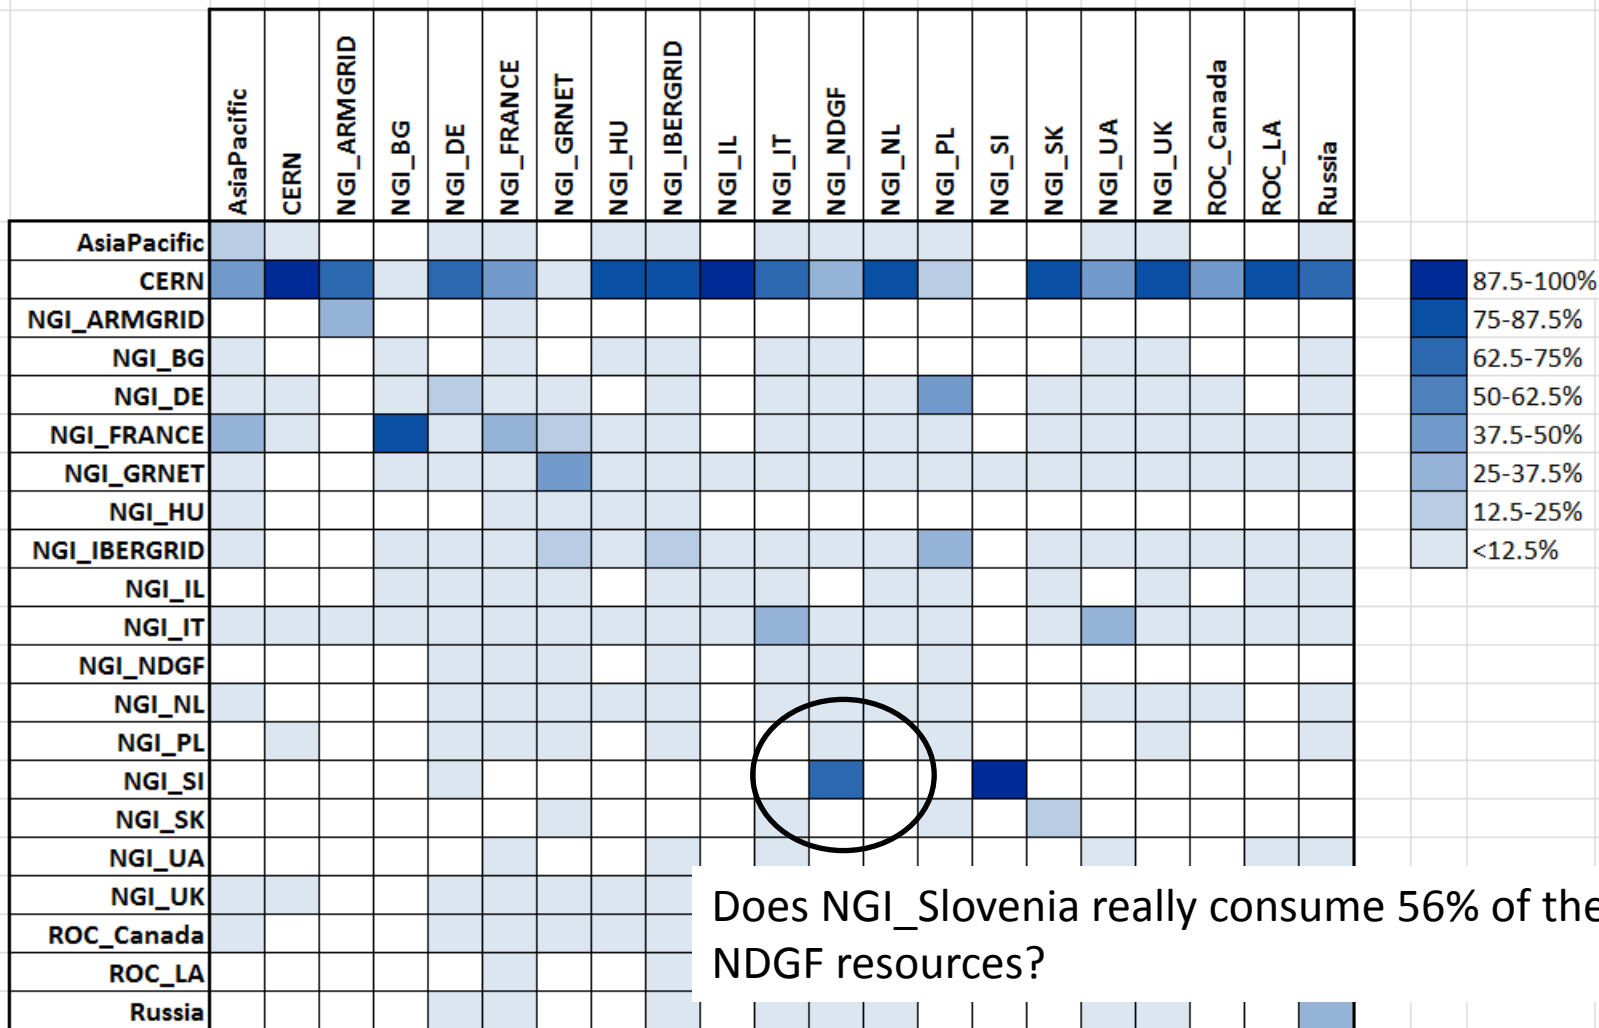 AsiaPacific
CERN
NGI_ARMGRID
NGI_BG
NGI_DE
NGI_FRANCE
NGI_GRNET
NGI_HU
NGI_IBERGRID
NGI_IL
NGI_IT
NGI_NDGF
NGI_NL
NGI_PL
NGI_SI
NGI_SK
NGI_UA
NGI_UK
ROC_Canada
ROC_LA
Russia
AsiaPacific
CERN
87.5-100%
NGI_ARMGRID
75-87.5%
NGI_BG
62.5-75%
NGI_DE
50-62.5%
NGI_FRANCE
37.5-50%
NGI_GRNET
25-37.5%
NGI_HU
12.5-25%
NGI_IBERGRID
<12.5%
NGI_IL
NGI_IT
NGI_NDGF
NGI_NL
NGI_PL
NGI_SI
NGI_SK
NGI_UA
NGI_UK
ROC_Canada
ROC_LA
Russia
Does NGI_Slovenia really consume 56% of the
NDGF resources?